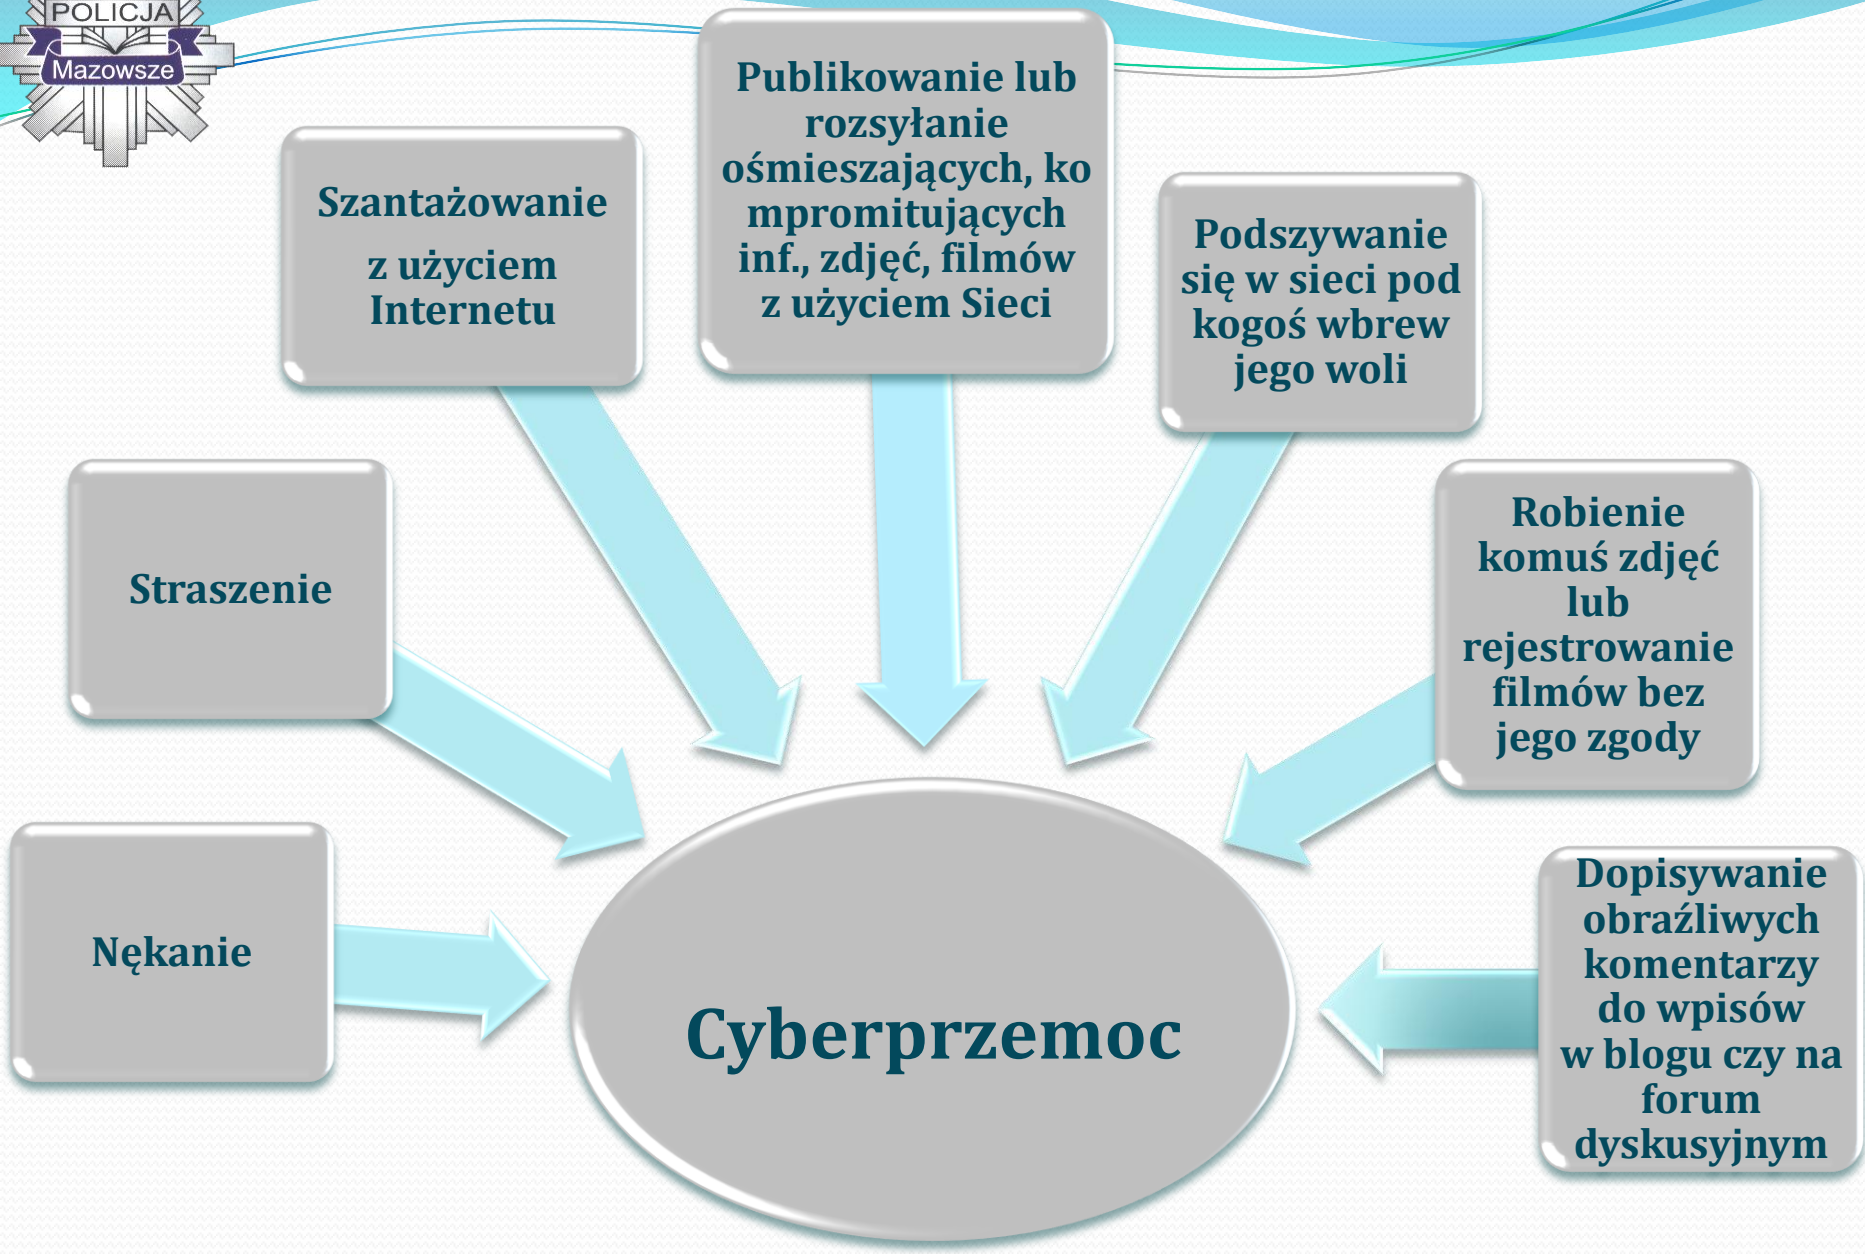 POLICJA
Mazowsze
Publikowanie lub
rozsyłanie
ośmieszających, ko
mpromitujących
inf., zdjęć, filmów
z użyciem Sieci
Szantażowanie
z użyciem
Internetu
Podszywanie
się w sieci pod
kogoś wbrew
jego woli
Straszenie
Robienie
komuś zdjęć
lub
rejestrowanie
filmów bez
jego zgody
Nękanie
Dopisywanie
obraźliwych
komentarzy
do wpisów
w blogu czy na
forum
dyskusyjnym
Cyberprzemoc